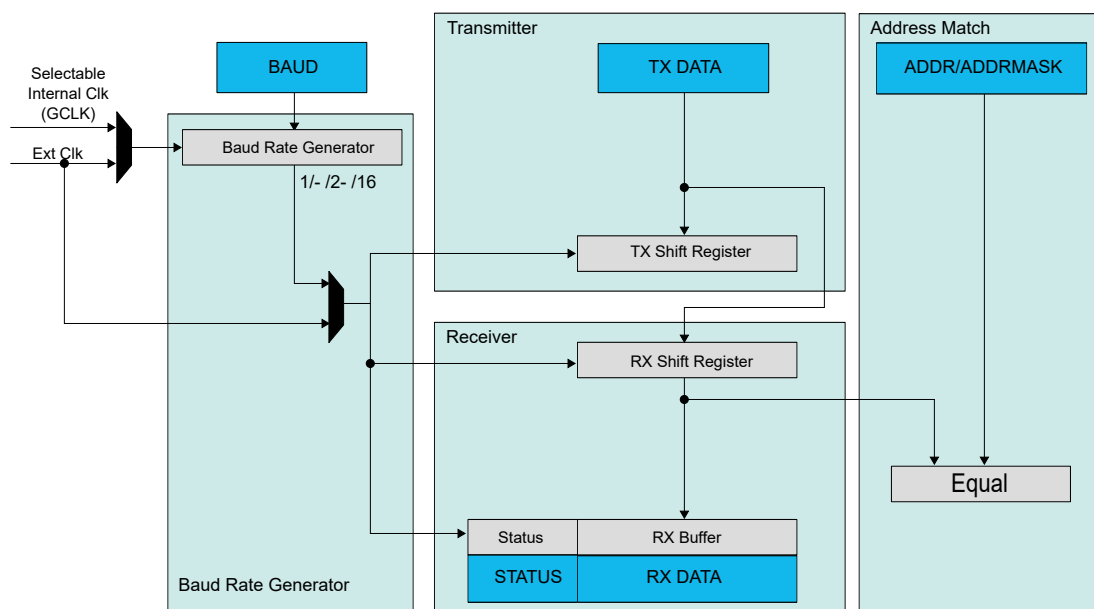 Transmitter
Address Match
BAUD
TX DATA
ADDR/ADDRMASK
Selectable
Internal Clk
(GCLK)
Ext Clk
Baud Rate Generator
1/- /2- /16
TX Shift Register
Receiver
RX Shift Register
Equal
Status
RX Buffer
STATUS
RX DATA
Baud Rate Generator